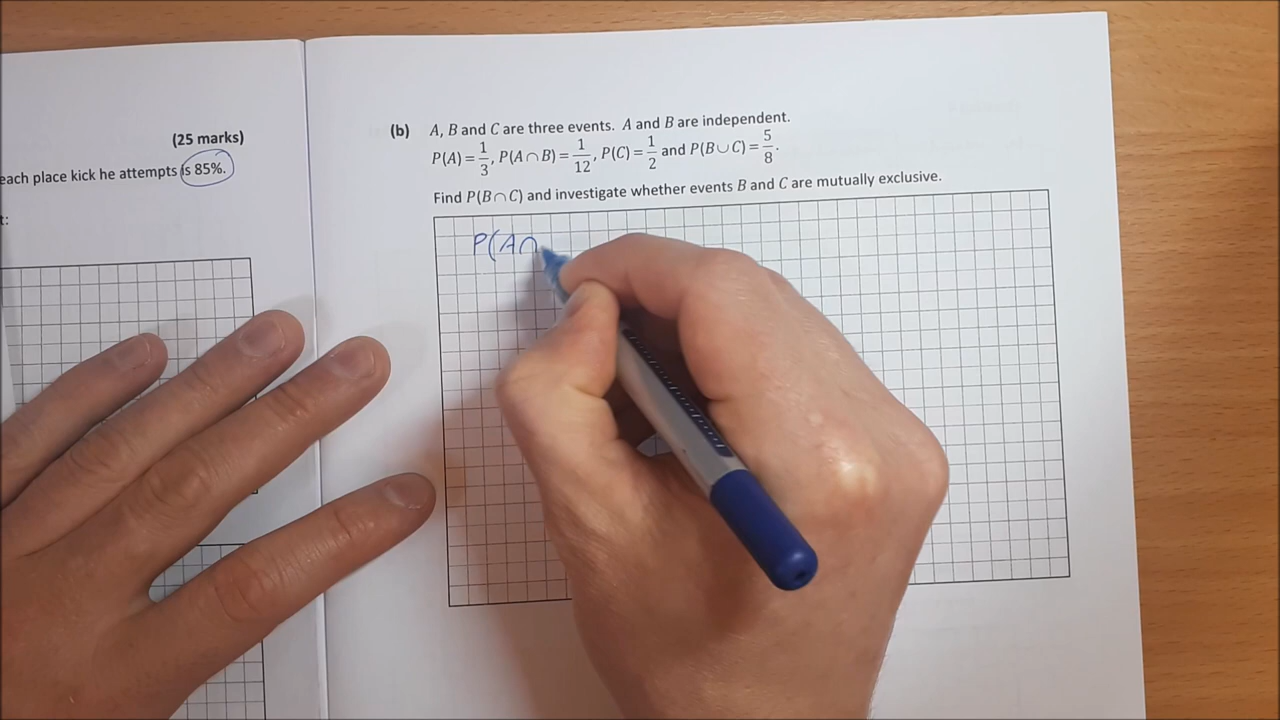 (25 marks)
each place kick he attempts is 85%.
t:
(b) A, B and C are three events. A and B are independent.
P(A) = 1/3, P(A ∩ B) = 1/12, P(C) = 1/2 and P(B ∪ C) = 5/8.
Find P(B ∩ C) and investigate whether events B and C are mutually exclusive.
P(A∩